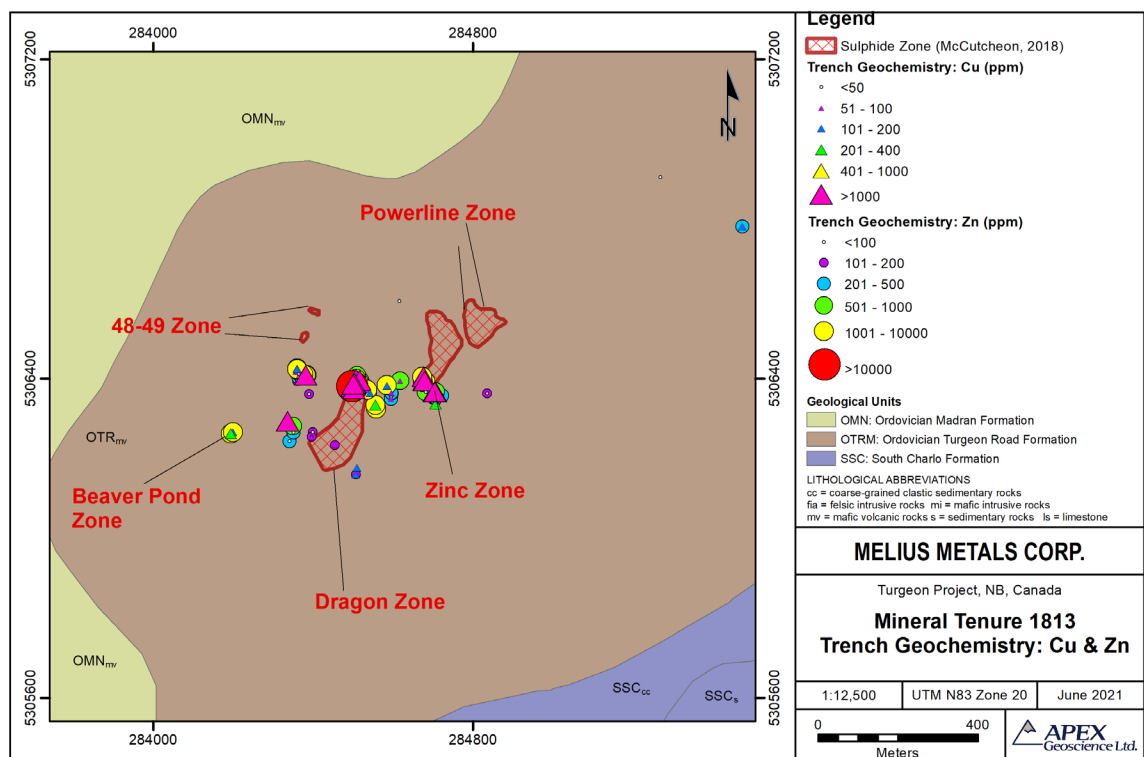 284000
284800
5307200
5307200
OMNmv
Powerline Zone
48-49 Zone
5306400
5306400
OTRmv
Beaver Pond
Zone
Zinc Zone
Dragon Zone
OMNmv
SSCcc
SSCs
5305600
5305600
284000
284800
N
Legend
Sulphide Zone (McCutcheon, 2018)
Trench Geochemistry: Cu (ppm)
<50
51 - 100
101 - 200
201 - 400
401 - 1000
>1000
Trench Geochemistry: Zn (ppm)
<100
101 - 200
201 - 500
501 - 1000
1001 - 10000
>10000
Geological Units
OMN: Ordovician Madran Formation
OTRM: Ordovician Turgeon Road Formation
SSC: South Charlo Formation
LITHOLOGICAL ABBREVIATIONS
cc = coarse-grained clastic sedimentary rocks
fia = felsic intrusive rocks mi = mafic intrusive rocks
mv = mafic volcanic rocks s = sedimentary rocks ls = limestone
MELIUS METALS CORP.
Turgeon Project, NB, Canada
Mineral Tenure 1813
Trench Geochemistry: Cu & Zn
1:12,500
UTM N83 Zone 20
June 2021
0
400
Meters
APEX
Geoscience Ltd.